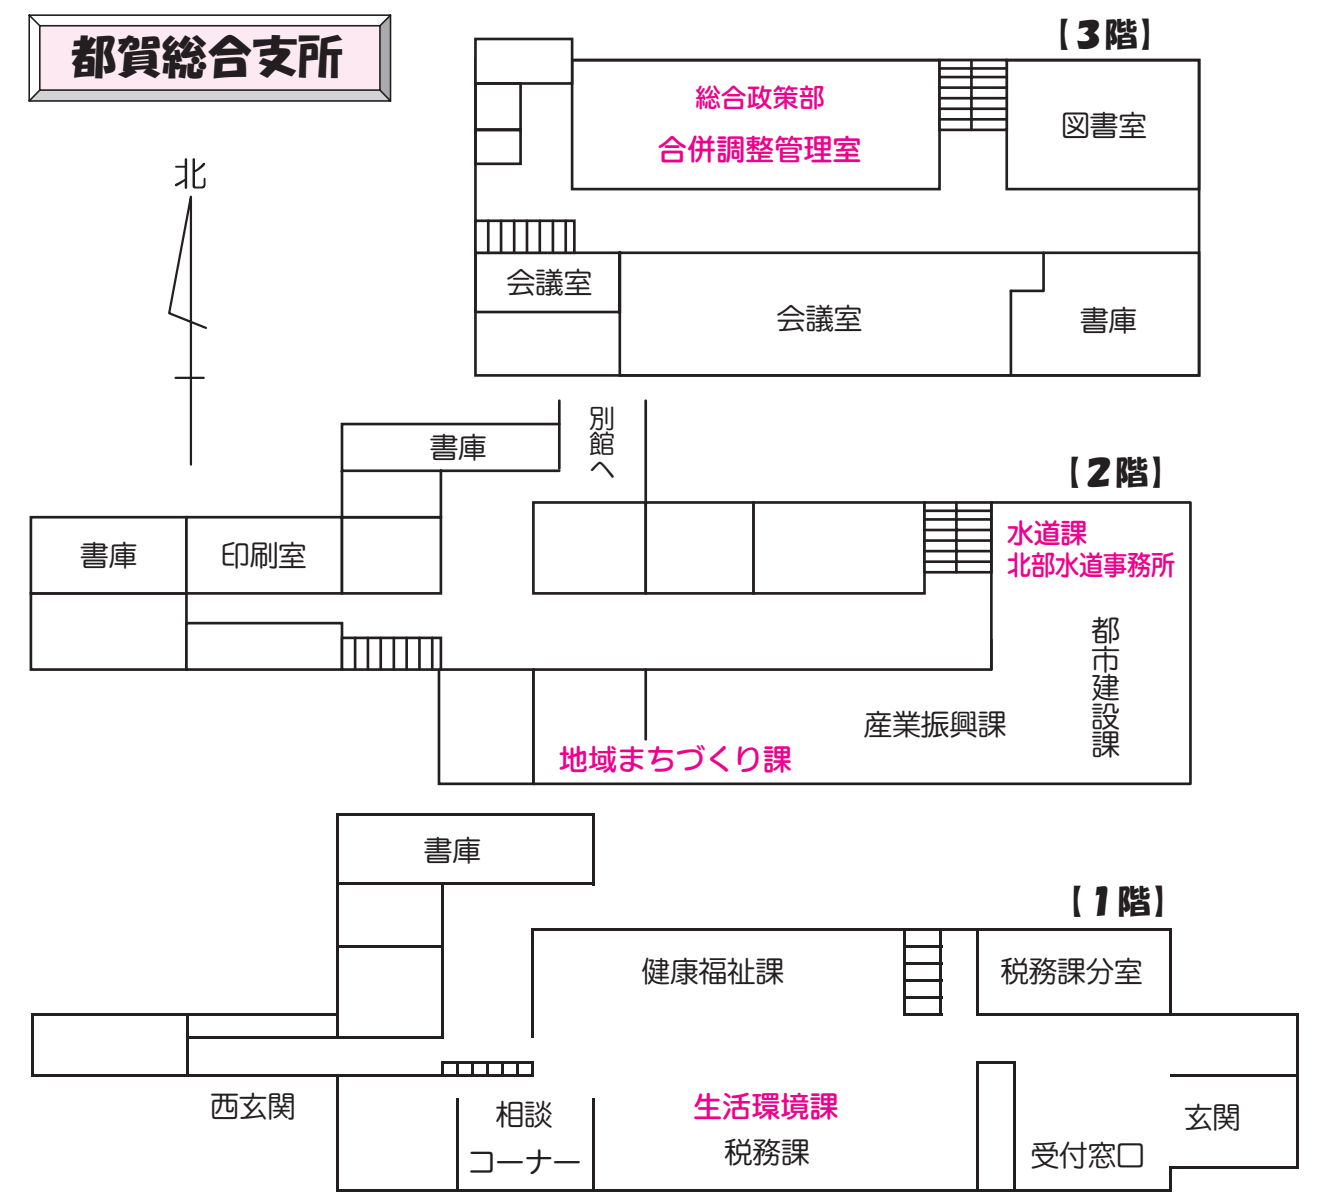 都賀総合支所
北
【3階】
総合政策部
合併調整管理室
図書室
会議室
会議室
書庫
【2階】
別館へ
書庫
書庫
印刷室
水道課
北部水道事務所
都市建設課
産業振興課
地域まちづくり課
【1階】
書庫
健康福祉課
税務課分室
西玄関
相談
コーナー
生活環境課
税務課
受付窓口
玄関